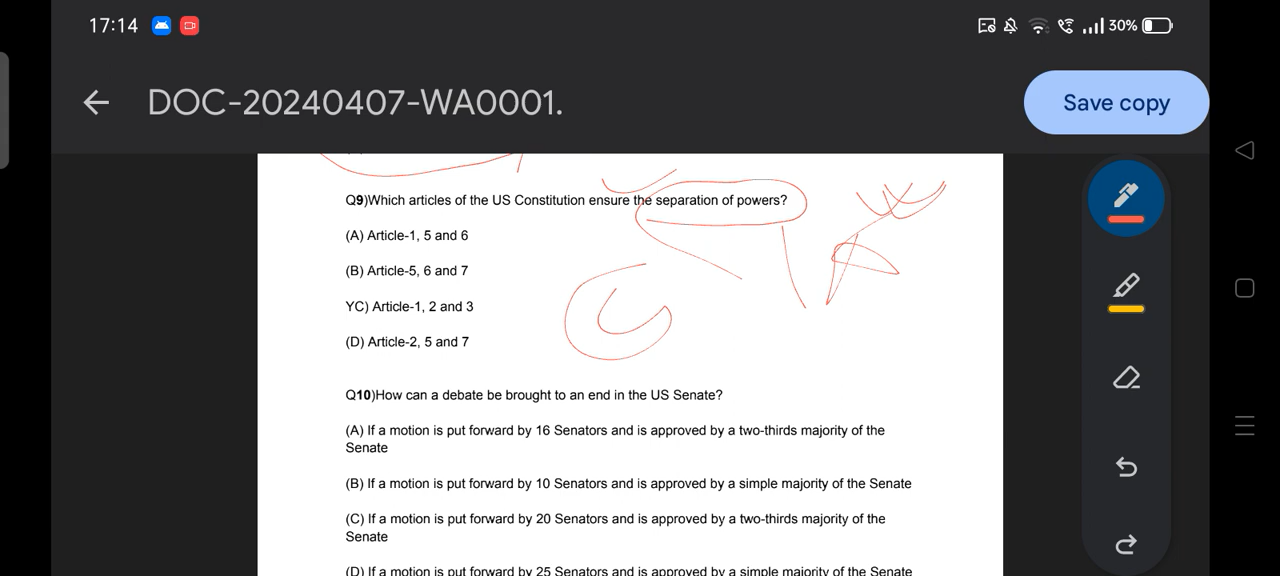 17:14
30%
DOC-20240407-WA0001.
Save copy
Q9)Which articles of the US Constitution ensure the separation of powers?
(A) Article-1, 5 and 6
(B) Article-5, 6 and 7
YC) Article-1, 2 and 3
(D) Article-2, 5 and 7
C
Q10)How can a debate be brought to an end in the US Senate?
(A) If a motion is put forward by 16 Senators and is approved by a two-thirds majority of the
Senate
(B) If a motion is put forward by 10 Senators and is approved by a simple majority of the Senate
(C) If a motion is put forward by 20 Senators and is approved by a two-thirds majority of the
Senate
(D) If a motion is put forward by 25 Senators and is approved by a simple majority of the Senate